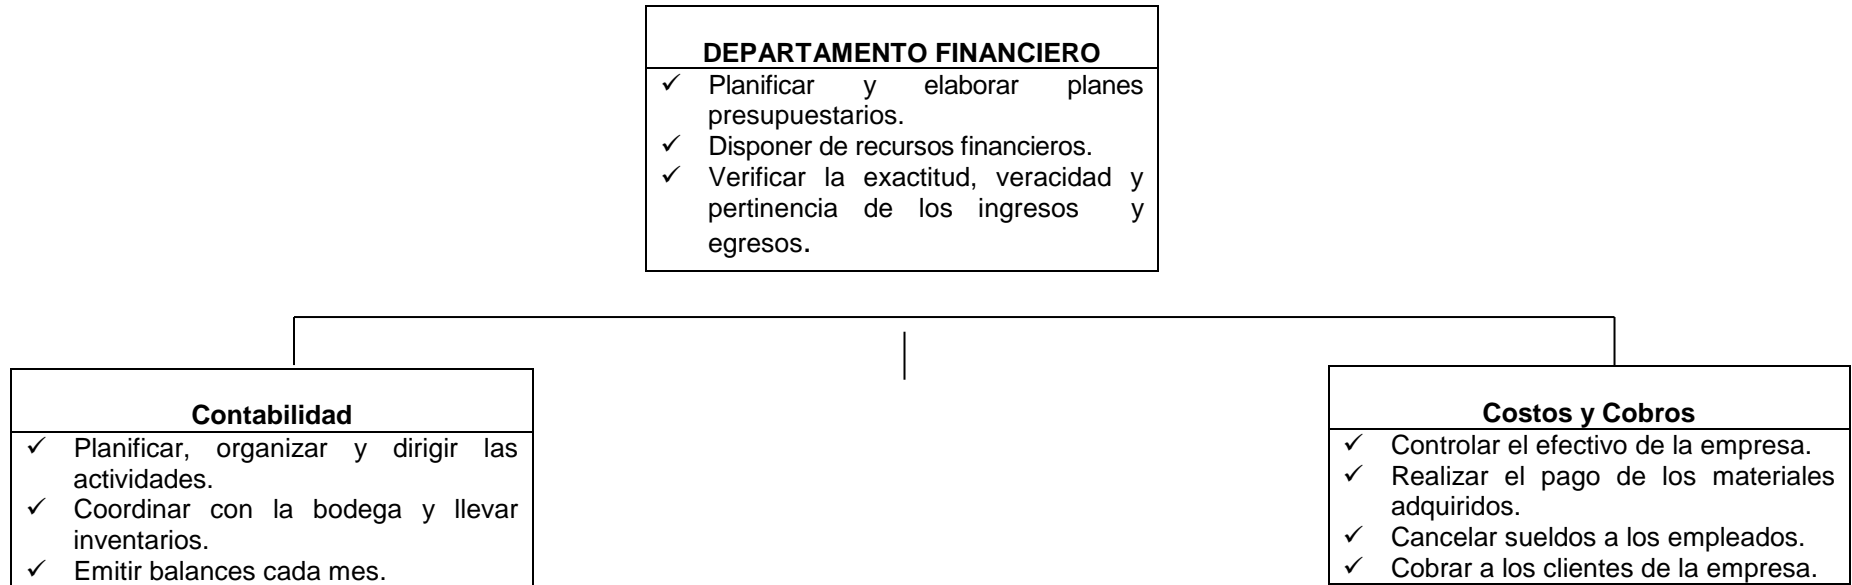 DEPARTAMENTO FINANCIERO
✓ Planificar y elaborar planes
presupuestarios.
✓ Disponer de recursos financieros.
✓ Verificar la exactitud, veracidad y
pertinencia de los ingresos y
egresos.
Contabilidad
✓ Planificar, organizar y dirigir las
actividades.
✓ Coordinar con la bodega y llevar
inventarios.
✓ Emitir balances cada mes.
Costos y Cobros
✓ Controlar el efectivo de la empresa.
✓ Realizar el pago de los materiales
adquiridos.
✓ Cancelar sueldos a los empleados.
✓ Cobrar a los clientes de la empresa.